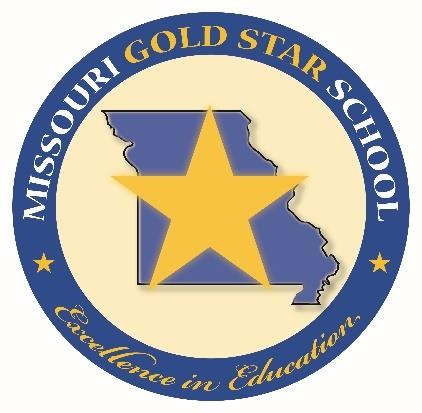 MISSOURI GOLD STAR SCHOOL
Excellence in Education